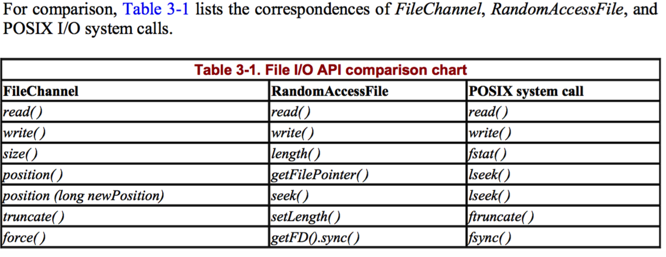 For comparison, Table 3-1 lists the correspondences of FileChannel, RandomAccessFile, and
POSIX I/O system calls.
Table 3-1. File I/O API comparison chart
FileChannel RandomAccessFile POSIX system call
read( ) read( ) read( )
write( ) write( ) write( )
size( ) length( ) fstat( )
position( ) getFilePointer( ) lseek( )
position (long newPosition) seek( ) lseek( )
truncate( ) setLength( ) ftruncate( )
force( ) getFD().sync( ) fsync( )